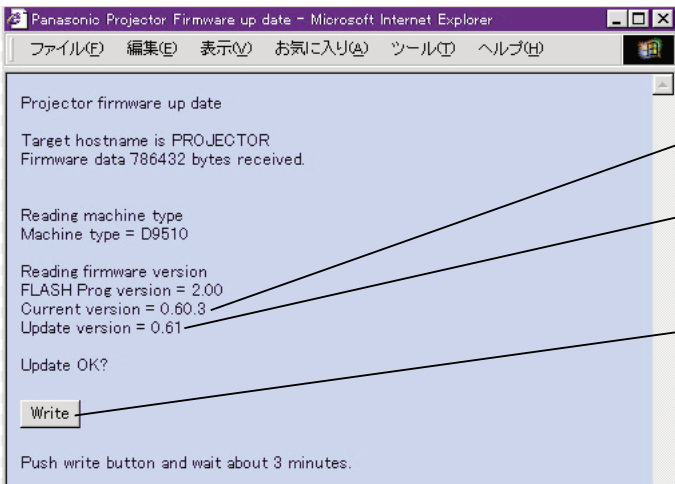 Panasonic Projector Firmware up date - Microsoft Internet Explorer
ファイル(F) 編集(E) 表示(V) お気に入り(A) ツール(T) ヘルプ(H)
Projector firmware up date
Target hostname is PROJECTOR
Firmware data 786432 bytes received.
Reading machine type
Machine type = D9510
Reading firmware version
FLASH Prog version = 2.00
Current version = 0.60.3
Update version = 0.61
Update OK?
Write
Push write button and wait about 3 minutes.